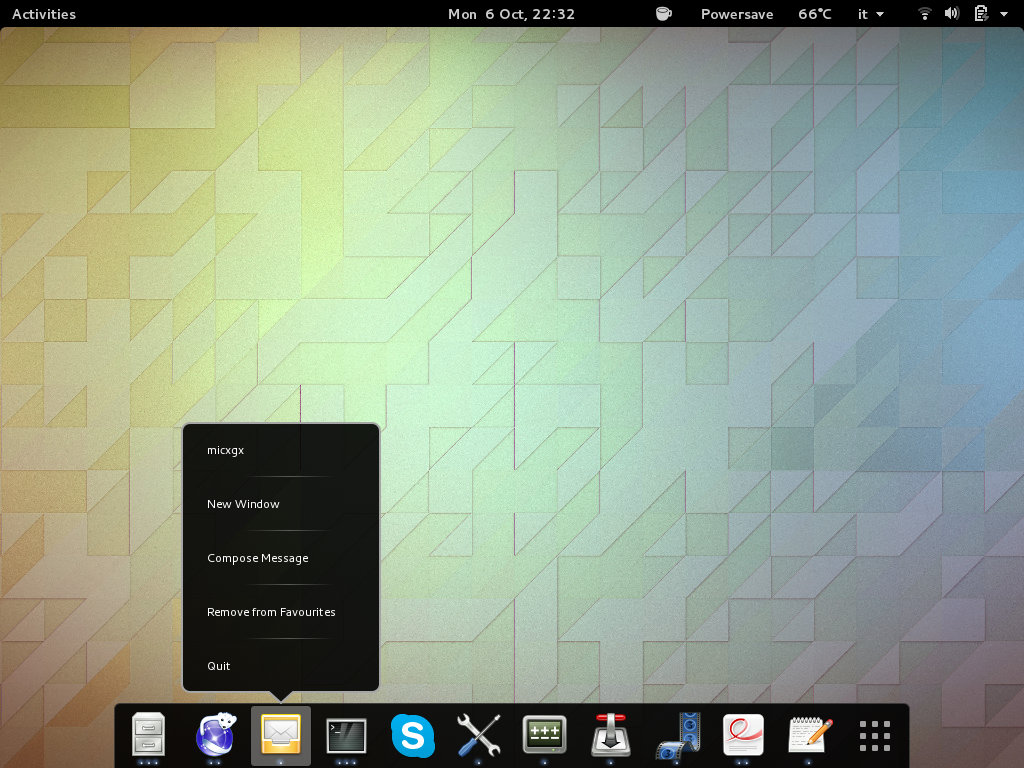 Activities
Mon 6 Oct, 22:32
Powersave
66°C
it
micxgx
New Window
Compose Message
Remove from Favourites
Quit